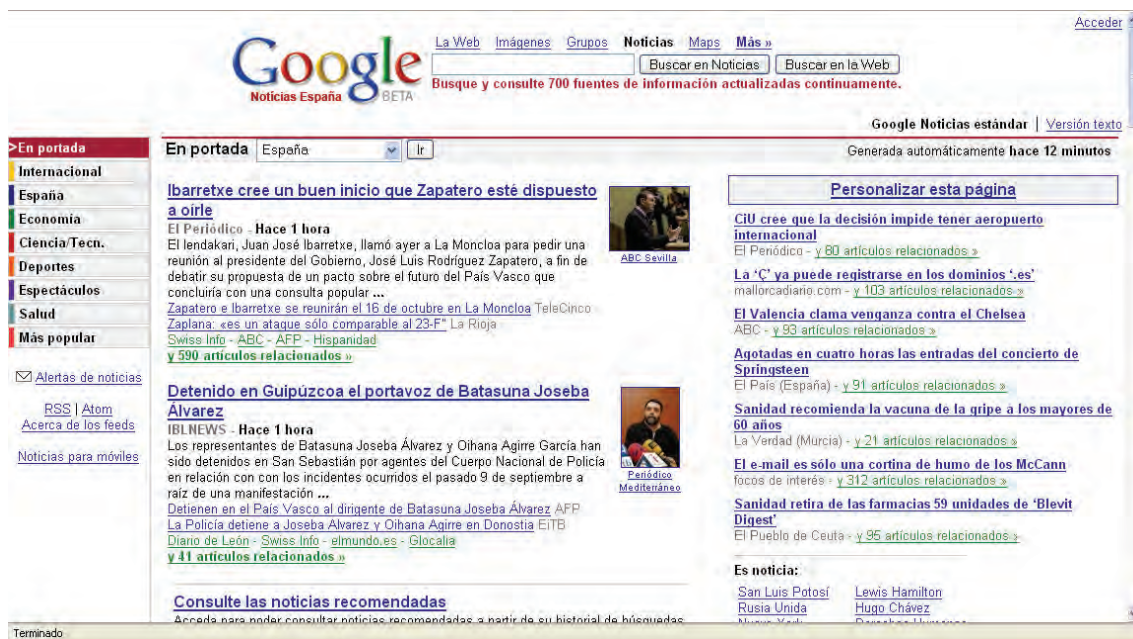 Acceder
La Web Imágenes Grupos Noticias Maps Más »
Google
Noticias España BETA
Buscar en Noticias Buscar en la Web
Busque y consulte 700 fuentes de información actualizadas continuamente.
Google Noticias estándar | Versión texto
>En portada
Internacional
España
Economía
Ciencia/Tecn.
Deportes
Espectáculos
Salud
Más popular
Alertas de noticias
RSS | Atom
Acerca de los feeds
Noticias para móviles
En portada España Ir
Generada automáticamente hace 12 minutos
Ibarretxe cree un buen inicio que Zapatero esté dispuesto
a oírle
El Periódico - Hace 1 hora
El lendakari, Juan José Ibarretxe, llamó ayer a La Moncloa para pedir una
reunión al presidente del Gobierno, José Luis Rodríguez Zapatero, a fin de
debatir su propuesta de un pacto sobre el futuro del País Vasco que
concluiría con una consulta popular ...
Zapatero e Ibarretxe se reunirán el 16 de octubre en La Moncloa TeleCinco
Zaplana: «es un ataque sólo comparable al 23-F" La Rioja
Swiss Info - ABC - AFP - Hispanidad
y 590 artículos relacionados »
ABC Sevilla
Detenido en Guipúzcoa el portavoz de Batasuna Joseba
Álvarez
IBLNEWS - Hace 1 hora
Los representantes de Batasuna Joseba Álvarez y Oihana Agirre García han
sido detenidos en San Sebastián por agentes del Cuerpo Nacional de Policía
en relación con con los incidentes ocurridos el pasado 9 de septiembre a
raíz de una manifestación ...
Detienen en el País Vasco al dirigente de Batasuna Joseba Álvarez AFP
La Policía detiene a Joseba Alvarez y Oihana Agirre en Donostia EiTB
Diario de León - Swiss Info - elmundo.es - Glocalia
y 41 artículos relacionados »
Periódico
Mediterráneo
Consulte las noticias recomendadas
Acceda para poder consultar noticias recomendadas a partir de su historial de búsquedas
Personalizar esta página
CiU cree que la decisión impide tener aeropuerto
internacional
El Periódico - y 80 artículos relacionados »
La 'Ç' ya puede registrarse en los dominios '.es'
mallorcadiario.com - y 103 artículos relacionados »
El Valencia clama venganza contra el Chelsea
ABC - y 93 artículos relacionados »
Agotadas en cuatro horas las entradas del concierto de
Springsteen
El País (España) - y 91 artículos relacionados »
Sanidad recomienda la vacuna de la gripe a los mayores de
60 años
La Verdad (Murcia) - y 21 artículos relacionados »
El e-mail es sólo una cortina de humo de los McCann
focos de interés - y 312 artículos relacionados »
Sanidad retira de las farmacias 59 unidades de 'Blevit
Digest'
El Pueblo de Ceuta - y 95 artículos relacionados »
Es noticia:
San Luis Potosí Lewis Hamilton
Rusia Unida Hugo Chávez
Nueva York Derechos Humanos
Terminado